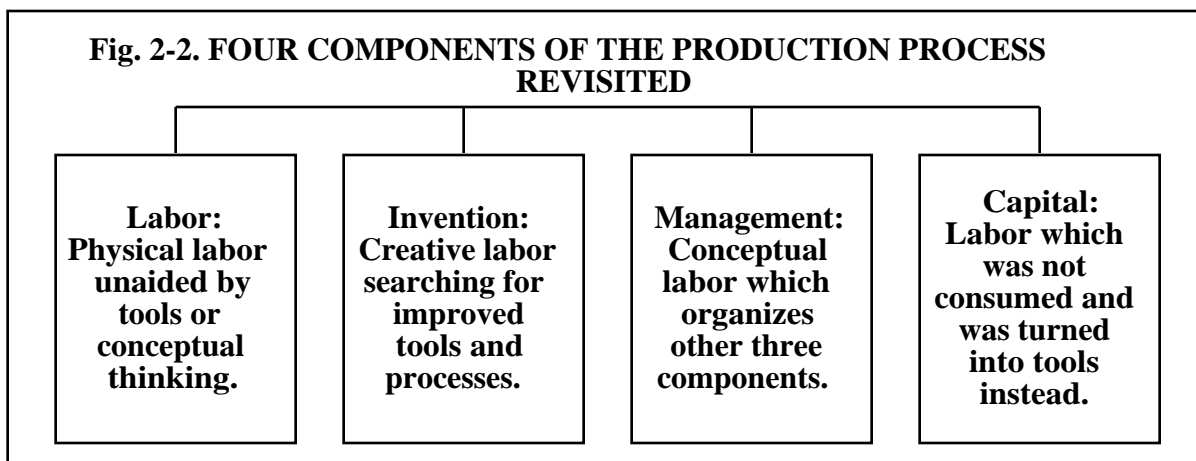 Fig. 2-2. FOUR COMPONENTS OF THE PRODUCTION PROCESS
REVISITED
Labor:
Physical labor
unaided by
tools or
conceptual
thinking.
Invention:
Creative labor
searching for
improved
tools and
processes.
Management:
Conceptual
labor which
organizes
other three
components.
Capital:
Labor which
was not
consumed and
was turned
into tools
instead.